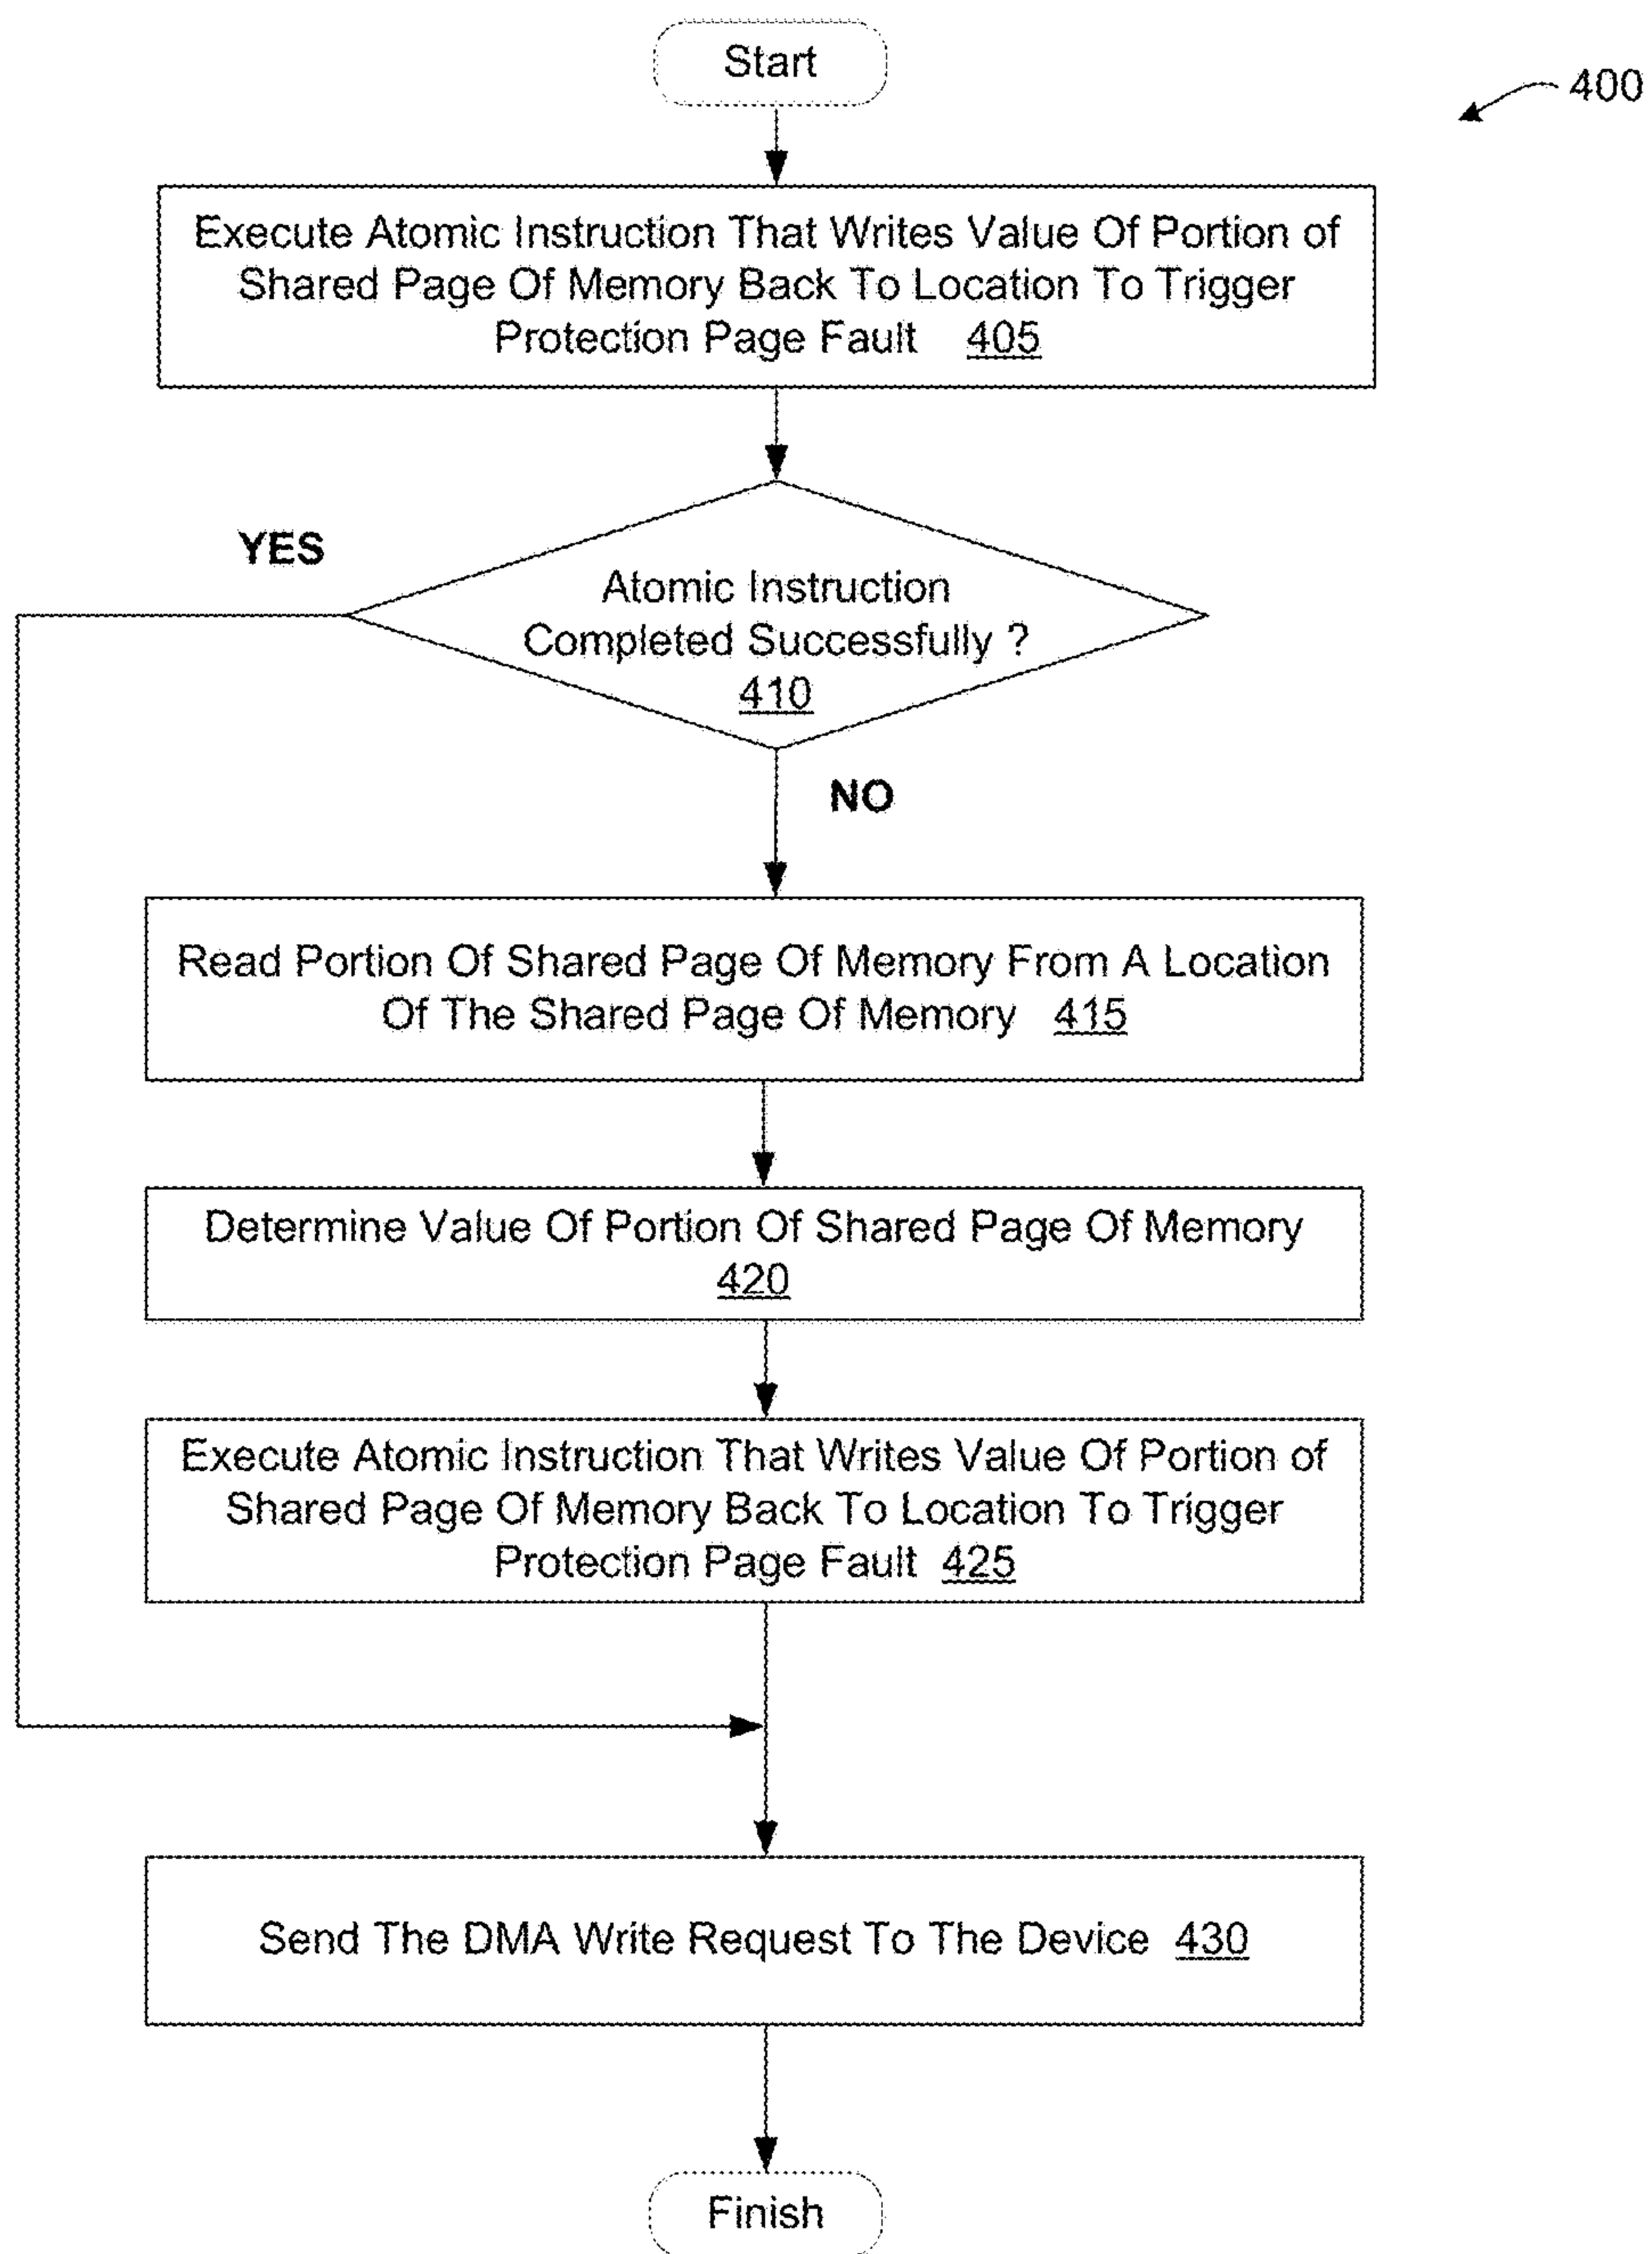 Start
400
Execute Atomic Instruction That Writes Value Of Portion of
Shared Page Of Memory Back To Location To Trigger
Protection Page Fault 405
YES
Atomic Instruction
Completed Successfully ?
410
NO
Read Portion Of Shared Page Of Memory From A Location
Of The Shared Page Of Memory 415
Determine Value Of Portion Of Shared Page Of Memory
420
Execute Atomic Instruction That Writes Value Of Portion of
Shared Page Of Memory Back To Location To Trigger
Protection Page Fault 425
Send The DMA Write Request To The Device 430
Finish